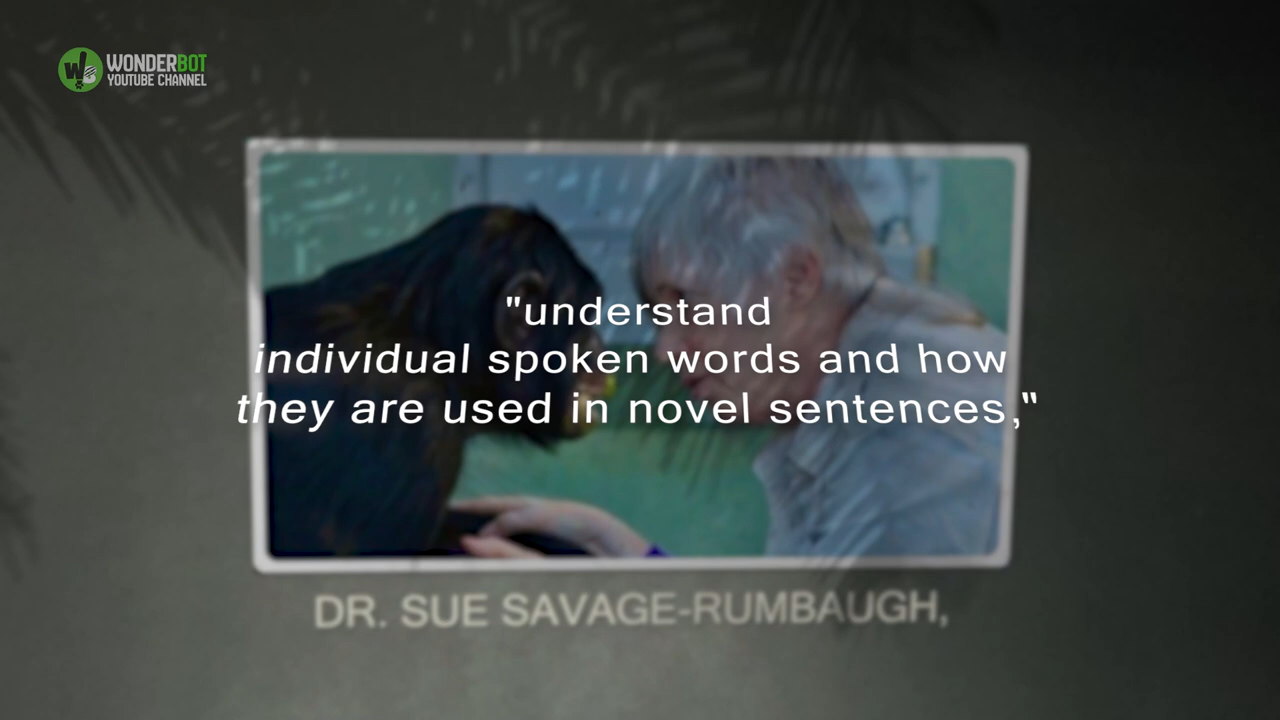 WONDERBOT
YOUTUBE CHANNEL
"understand
individual spoken words and how
they are used in novel sentences,"
DR. SUE SAVAGE-RUMBAUGH,